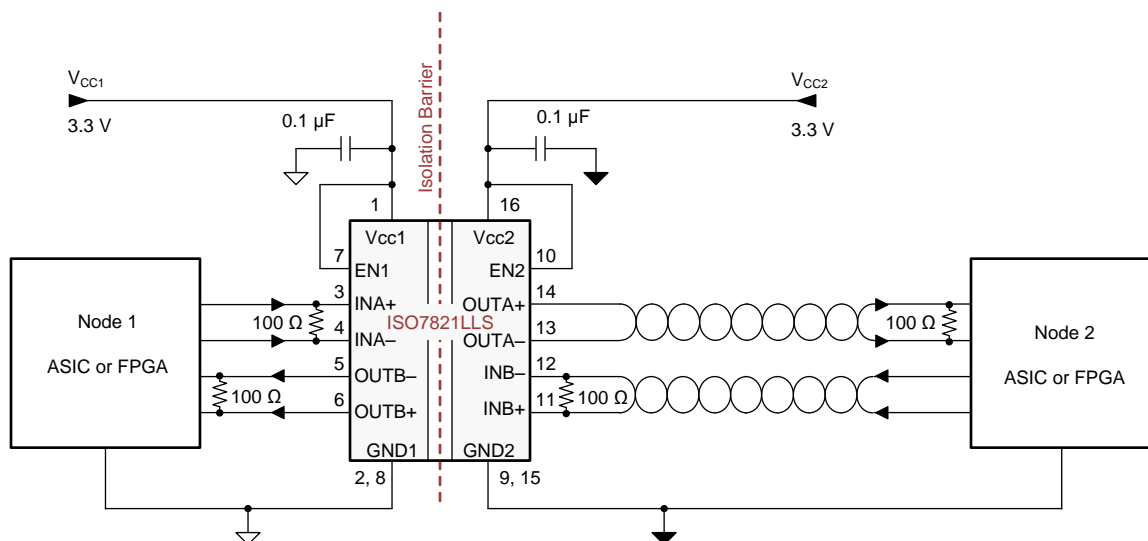 Isolation Barrier
V_CC1
3.3 V
0.1 µF
V_CC2
3.3 V
0.1 µF
1
16
Vcc1
Vcc2
7
EN1
10
EN2
3
INA+
14
OUTA+
4
INA–
13
OUTA–
5
OUTB–
12
INB–
6
OUTB+
11
INB+
ISO7821LLS
100 Ω
100 Ω
100 Ω
100 Ω
GND1
GND2
2, 8
9, 15
Node 1
ASIC or FPGA
Node 2
ASIC or FPGA